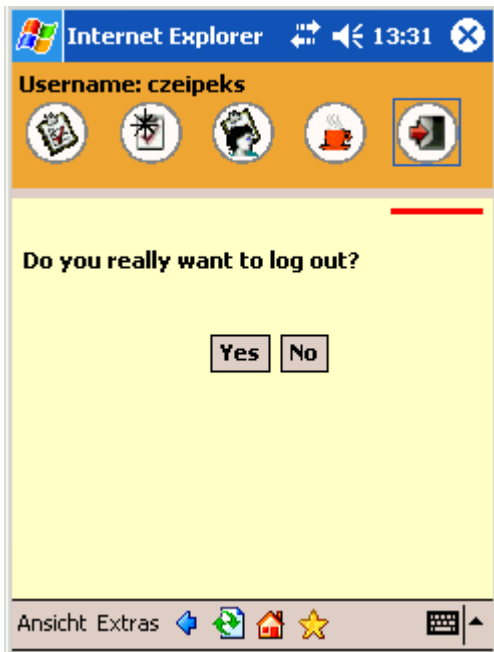 Internet Explorer 13:31
Username: czeipeks
Do you really want to log out?
Yes No
Ansicht Extras